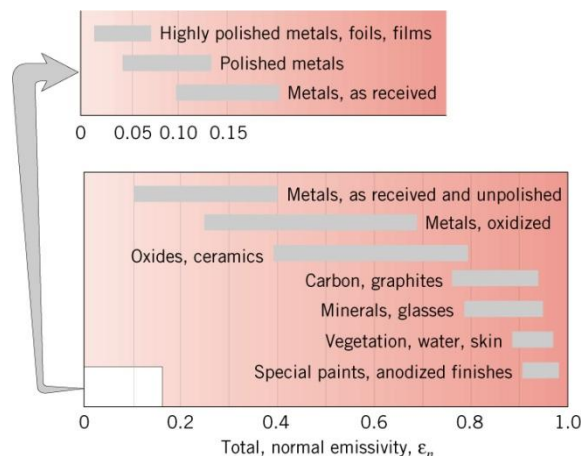 Highly polished metals, foils, films
Polished metals
Metals, as received
0 0.05 0.10 0.15
Metals, as received and unpolished
Metals, oxidized
Oxides, ceramics
Carbon, graphites
Minerals, glasses
Vegetation, water, skin
Special paints, anodized finishes
0 0.2 0.4 0.6 0.8 1.0
Total, normal emissivity, εn